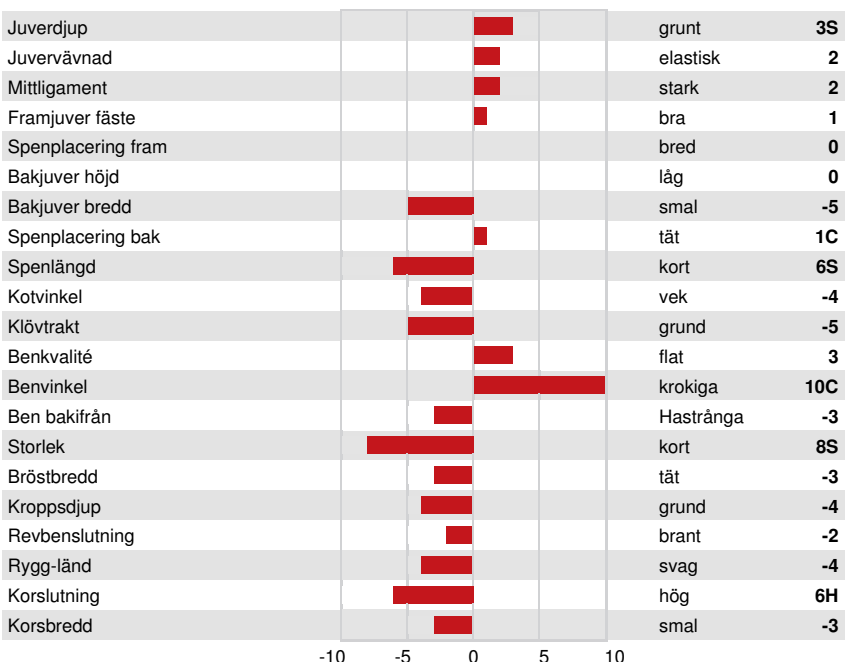 Juverdjup grunt 3S
Juvervävnad elastisk 2
Mittligament stark 2
Framjuver fäste bra 1
Spenplacering fram bred 0
Bakjuver höjd låg 0
Bakjuver bredd smal -5
Spenplacering bak tät 1C
Spenlängd kort 6S
Kotvinkel vek -4
Klövtrakt grund -5
Benkvalité flat 3
Benvinkel krokiga 10C
Ben bakifrån Hastrånga -3
Storlek kort 8S
Bröstbredd tät -3
Kroppsdjup grund -4
Revbenslutning brant -2
Rygg-länd svag -4
Korslutning hög 6H
Korsbredd smal -3
-10 -5 0 5 10